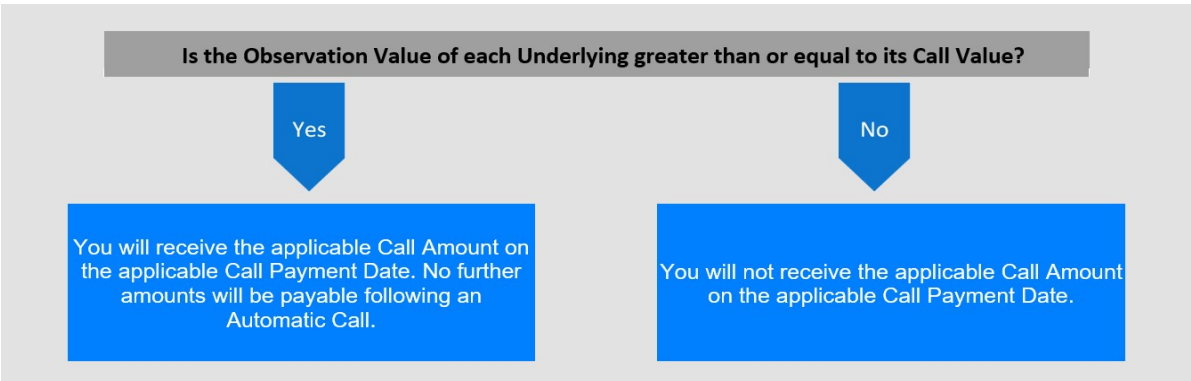 Is the Observation Value of each Underlying greater than or equal to its Call Value?
Yes
No
You will receive the applicable Call Amount on
the applicable Call Payment Date. No further
amounts will be payable following an
Automatic Call.
You will not receive the applicable Call Amount
on the applicable Call Payment Date.